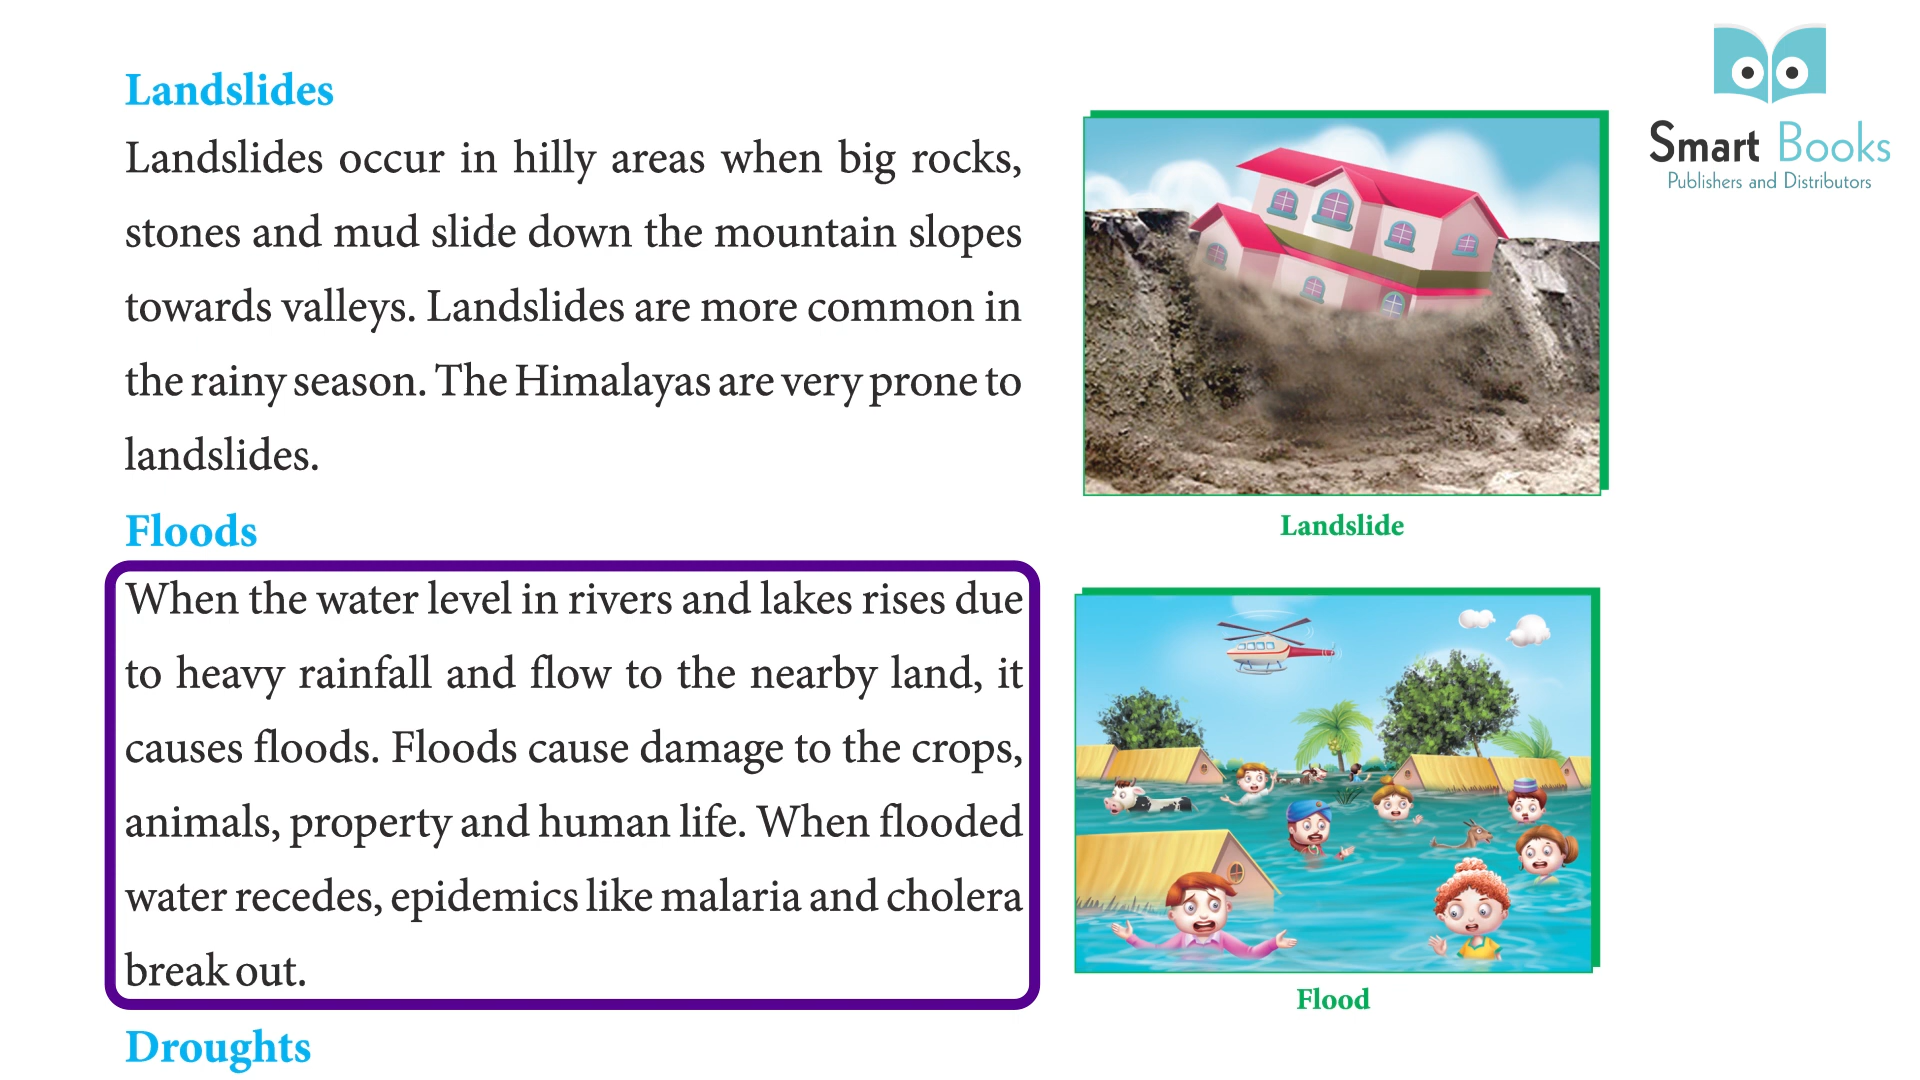 Landslides
Landslides occur in hilly areas when big rocks,
stones and mud slide down the mountain slopes
towards valleys. Landslides are more common in
the rainy season. The Himalayas are very prone to
landslides.
Floods
When the water level in rivers and lakes rises due
to heavy rainfall and flow to the nearby land, it
causes floods. Floods cause damage to the crops,
animals, property and human life. When flooded
water recedes, epidemics like malaria and cholera
break out.
Droughts
Landslide
Flood
Smart Books
Publishers and Distributors